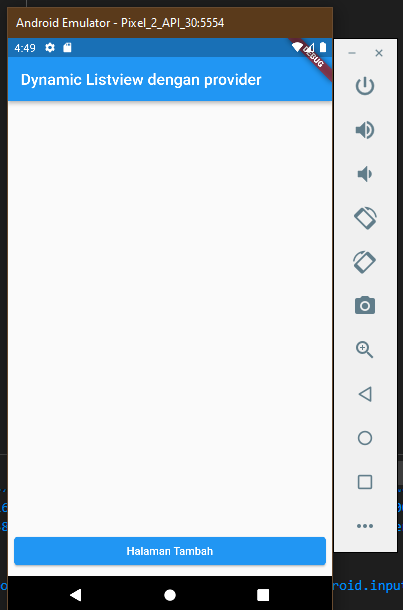 Android Emulator - Pixel_2_API_30:5554
4:49
DEBUG
Dynamic Listview dengan provider
Halaman Tambah
roid.input